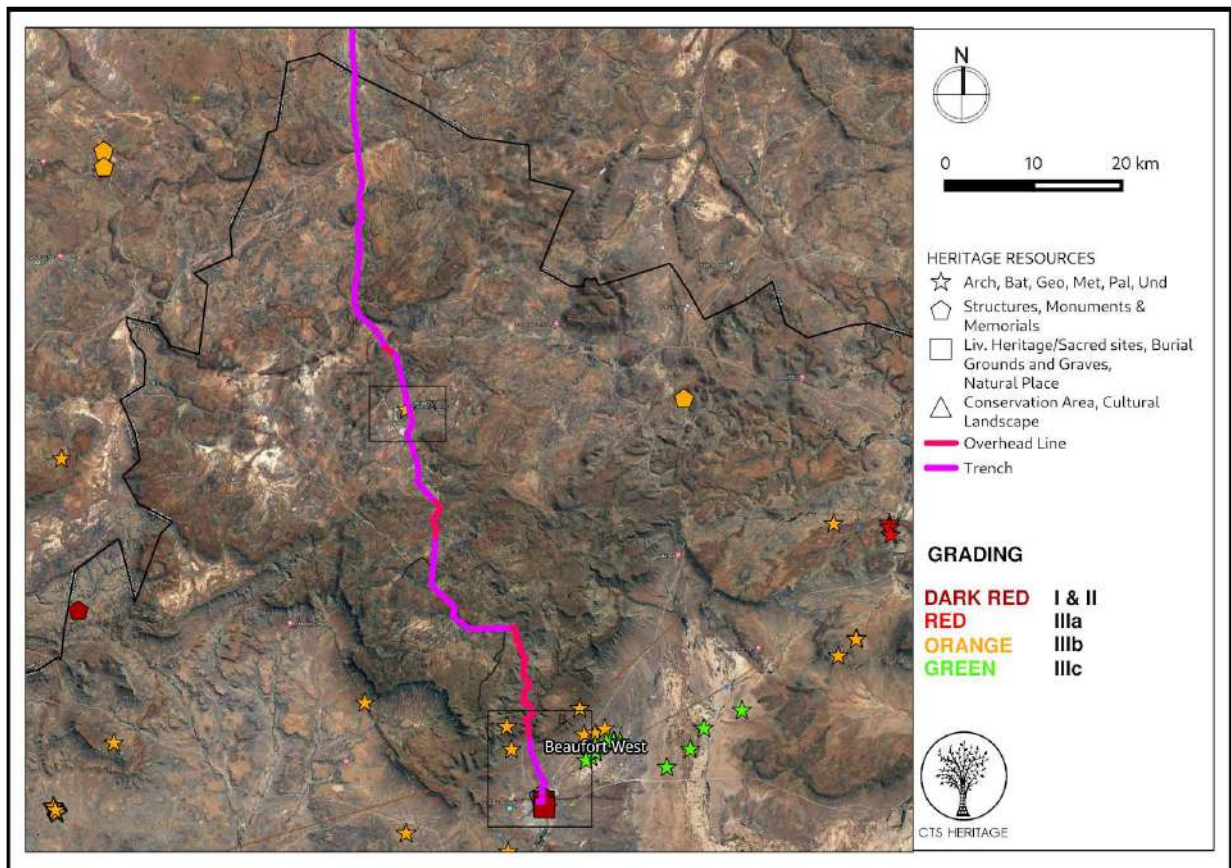 N
0 10 20 km
HERITAGE RESOURCES
Arch, Bat, Geo, Met, Pal, Und
Structures, Monuments &
Memorials
Liv. Heritage/Sacred sites, Burial
Grounds and Graves,
Natural Place
Conservation Area, Cultural
Landscape
Overhead Line
Trench
GRADING
DARK RED I & II
RED IIIa
ORANGE IIIb
GREEN IIIc
Beaufort West
CTS HERITAGE